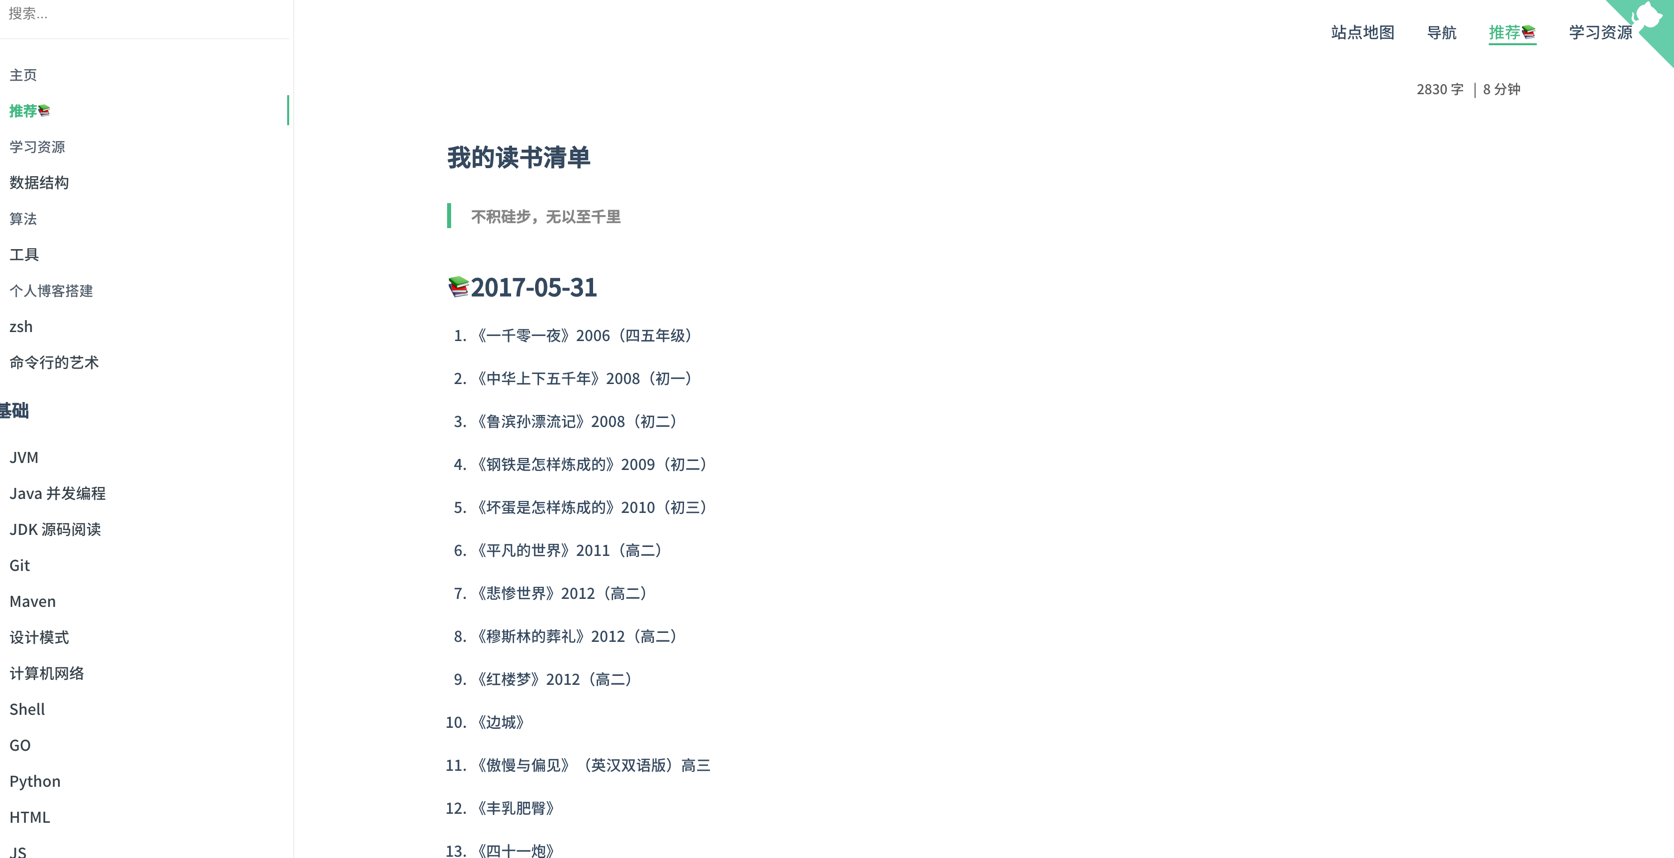 搜索...
主页
推荐📚
学习资源
数据结构
算法
工具
个人博客搭建
zsh
命令行的艺术
基础
JVM
Java 并发编程
JDK 源码阅读
Git
Maven
设计模式
计算机网络
Shell
GO
Python
HTML
JS
站点地图 导航 推荐📚 学习资源
2830 字 | 8 分钟
我的读书清单
不积硅步，无以至千里
📚2017-05-31
1. 《一千零一夜》2006（四五年级）
2. 《中华上下五千年》2008（初一）
3. 《鲁滨孙漂流记》2008（初二）
4. 《钢铁是怎样炼成的》2009（初二）
5. 《坏蛋是怎样炼成的》2010（初三）
6. 《平凡的世界》2011（高二）
7. 《悲惨世界》2012（高二）
8. 《穆斯林的葬礼》2012（高二）
9. 《红楼梦》2012（高二）
10. 《边城》
11. 《傲慢与偏见》（英汉双语版）高三
12. 《丰乳肥臀》
13. 《四十一炮》